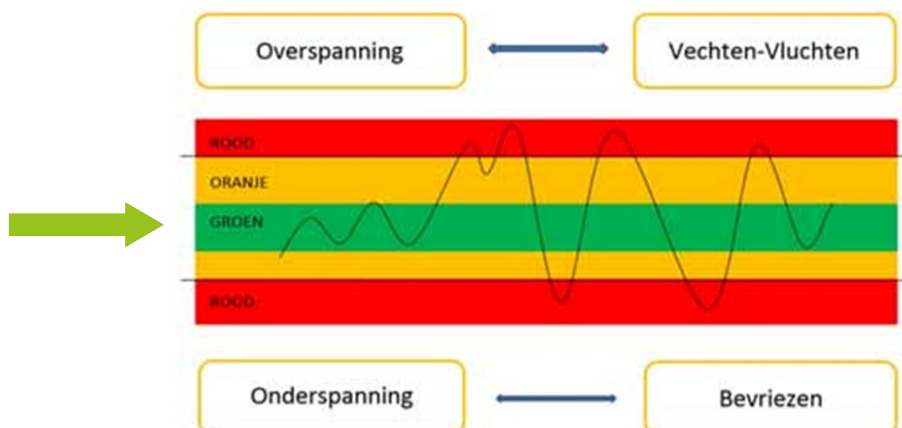 Overspanning
Vechten-Vluchten
ROOD
ORANJE
GROEN
ROOD
Onderspanning
Bevriezen